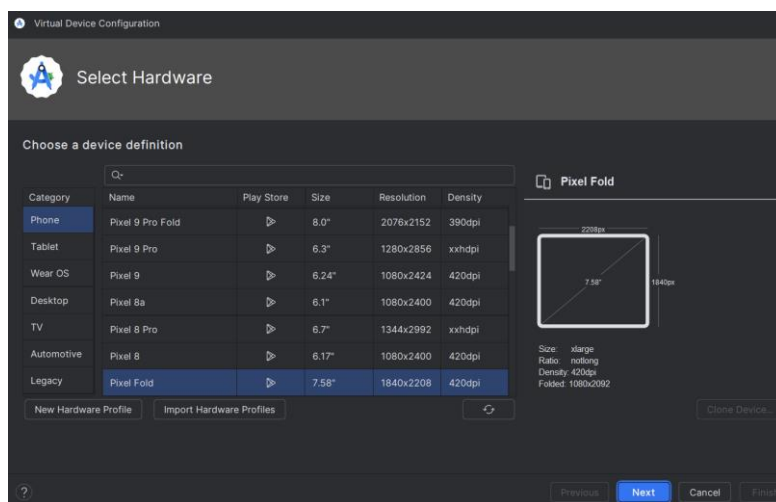 Virtual Device Configuration
Select Hardware
Choose a device definition
Category
Phone
Tablet
Wear OS
Desktop
TV
Automotive
Legacy
Name Play Store Size Resolution Density
Pixel 9 Pro Fold 8.0" 2076x2152 390dpi
Pixel 9 Pro 6.3" 1280x2856 xxhdpi
Pixel 9 6.24" 1080x2424 420dpi
Pixel 8a 6.1" 1080x2400 420dpi
Pixel 8 Pro 6.7" 1344x2992 xxhdpi
Pixel 8 6.17" 1080x2400 420dpi
Pixel Fold 7.58" 1840x2208 420dpi
New Hardware Profile Import Hardware Profiles
Pixel Fold
2208px
7.58" 1840px
Size: xlarge
Ratio: notlong
Density: 420dpi
Folded: 1080x2092
Clone Device...
? Previous Next Cancel Finis